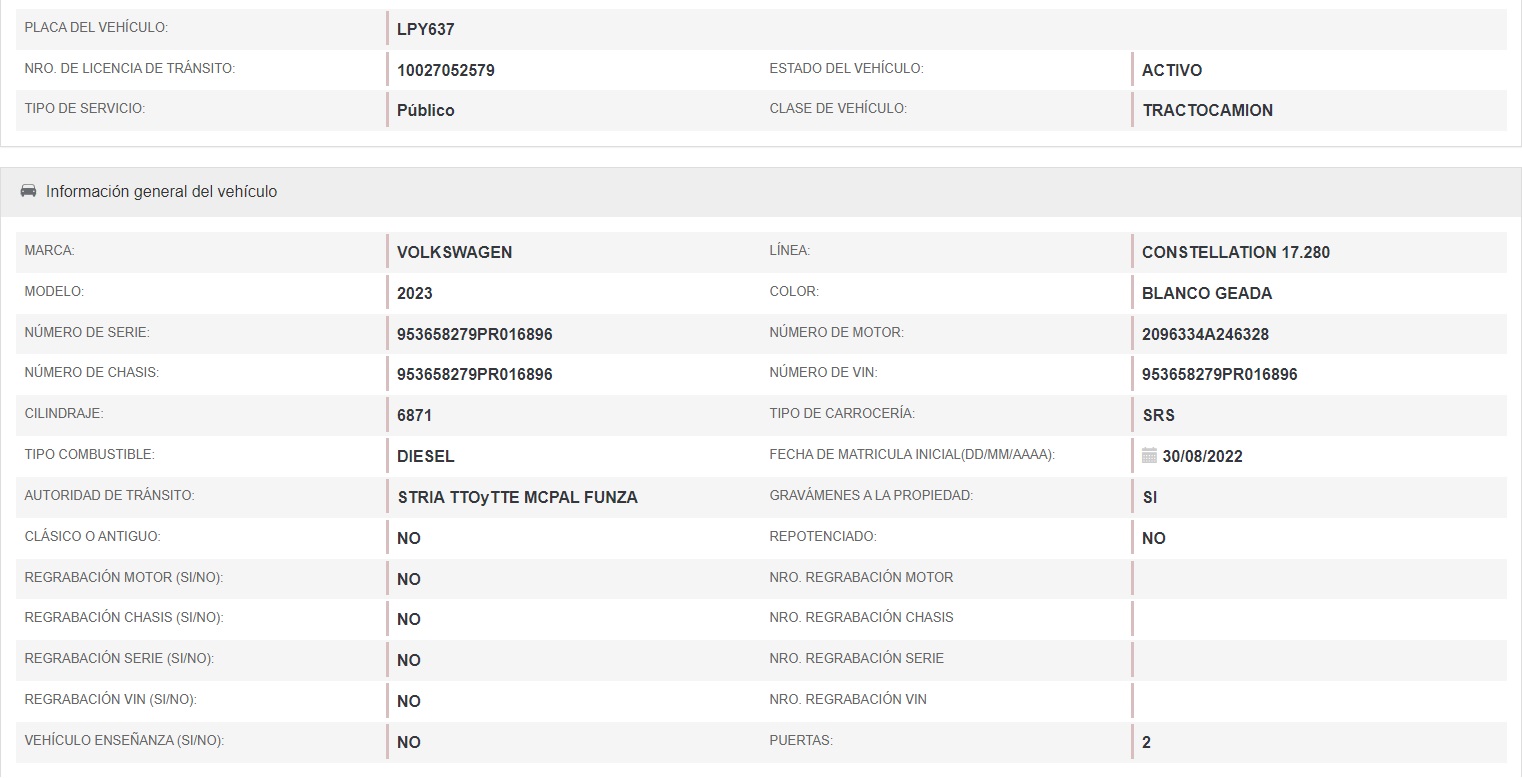 PLACA DEL VEHÍCULO: LPY637
NRO. DE LICENCIA DE TRÁNSITO: 10027052579 ESTADO DEL VEHÍCULO: ACTIVO
TIPO DE SERVICIO: Público CLASE DE VEHÍCULO: TRACTOCAMION
Información general del vehículo
MARCA: VOLKSWAGEN LÍNEA: CONSTELLATION 17.280
MODELO: 2023 COLOR: BLANCO GEADA
NÚMERO DE SERIE: 953658279PR016896 NÚMERO DE MOTOR: 2096334A246328
NÚMERO DE CHASIS: 953658279PR016896 NÚMERO DE VIN: 953658279PR016896
CILINDRAJE: 6871 TIPO DE CARROCERÍA: SRS
TIPO COMBUSTIBLE: DIESEL FECHA DE MATRICULA INICIAL(DD/MM/AAAA): 30/08/2022
AUTORIDAD DE TRÁNSITO: STRIA TTOyTTE MCPAL FUNZA GRAVÁMENES A LA PROPIEDAD: SI
CLÁSICO O ANTIGUO: NO REPOTENCIADO: NO
REGRABACIÓN MOTOR (SI/NO): NO NRO. REGRABACIÓN MOTOR
REGRABACIÓN CHASIS (SI/NO): NO NRO. REGRABACIÓN CHASIS
REGRABACIÓN SERIE (SI/NO): NO NRO. REGRABACIÓN SERIE
REGRABACIÓN VIN (SI/NO): NO NRO. REGRABACIÓN VIN
VEHÍCULO ENSEÑANZA (SI/NO): NO PUERTAS: 2